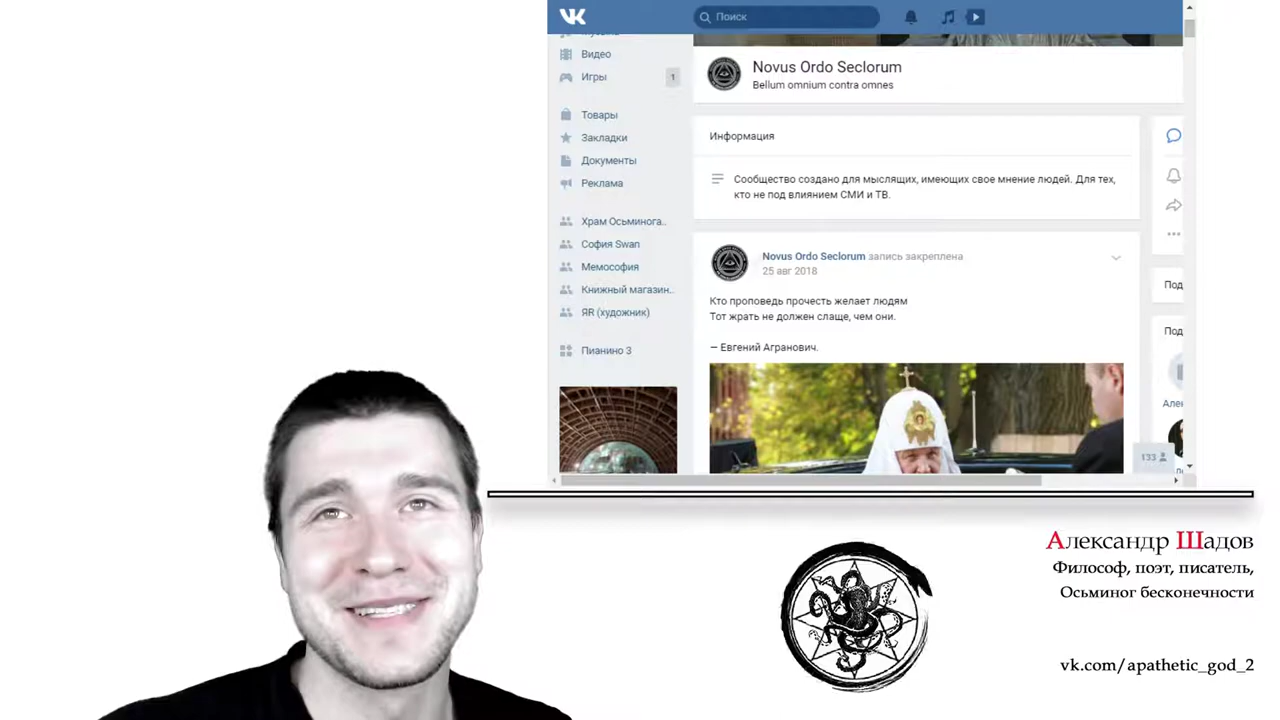 Поиск
Музыка
Видео
Игры
1
Товары
Закладки
Документы
Реклама
Храм Осьминога..
София Swan
Мемософия
Книжный магазин..
ЯR (художник)
Пианино 3
Novus Ordo Seclorum
Bellum omnium contra omnes
Информация
Сообщество создано для мыслящих, имеющих свое мнение людей. Для тех,
кто не под влиянием СМИ и ТВ.
Novus Ordo Seclorum запись закреплена
25 авг 2018
Кто проповедь прочесть желает людям
Тот жрать не должен слаще, чем они.
— Евгений Агранович.
Под
Под
Але
133
Александр Шадов
Философ, поэт, писатель,
Осьминог бесконечности
vk.com/apathetic_god_2